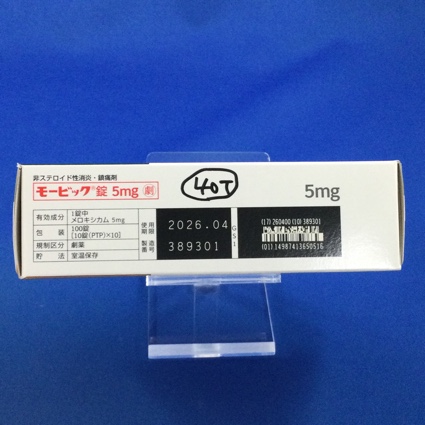 非ステロイド性消炎・鎮痛剤
モービック®錠 5mg 劇
40T
5mg
有効成分 1錠中
メロキシカム 5mg
包装 100錠
[10錠(PTP)×10]
規制区分 劇薬
貯法 室温保存
使用期限 2026.04
製造番号 389301
GS1
(17) 260400 (10) 389301
(01) 14987413650516